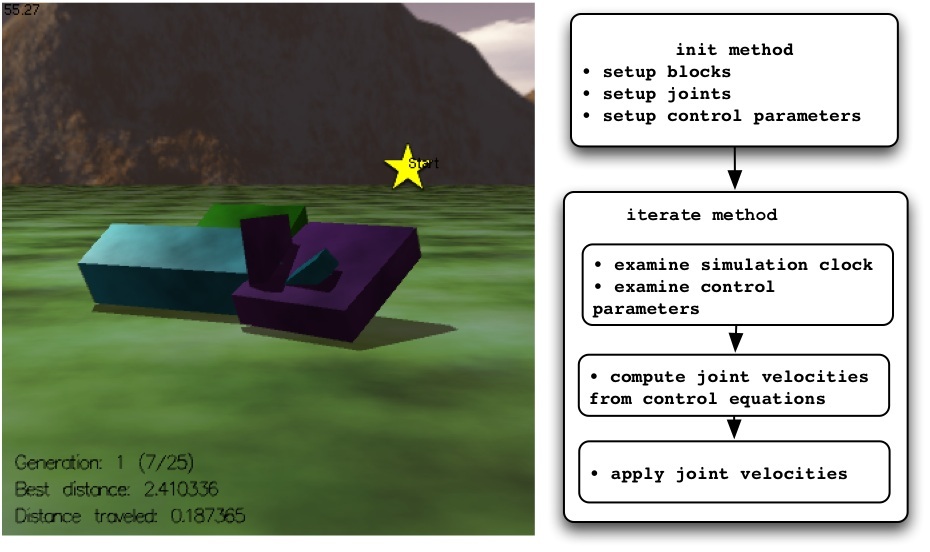 55.27
Start
Generation: 1 (7/25)
Best distance: 2.410336
Distance traveled: 0.187365
init method
• setup blocks
• setup joints
• setup control parameters
iterate method
• examine simulation clock
• examine control
parameters
• compute joint velocities
from control equations
• apply joint velocities